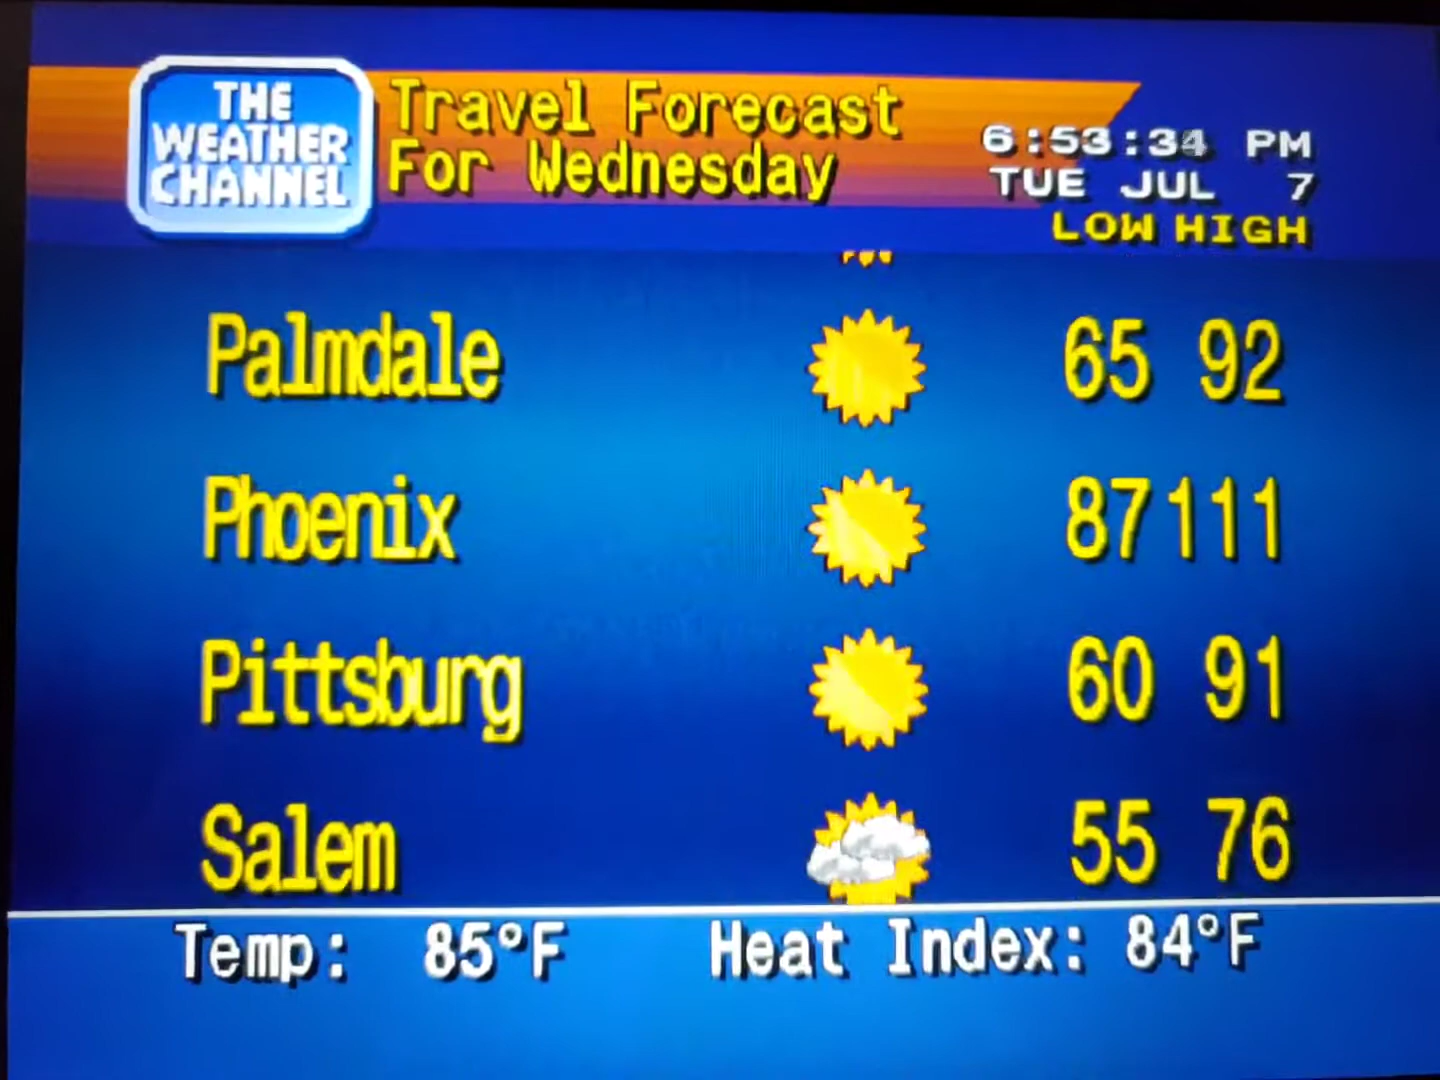 THE
WEATHER
CHANNEL
Travel Forecast
For Wednesday
6:53:34 PM
TUE JUL 7
LOW HIGH
Palmdale 65 92
Phoenix 87 111
Pittsburg 60 91
Salem 55 76
Temp: 85°F Heat Index: 84°F